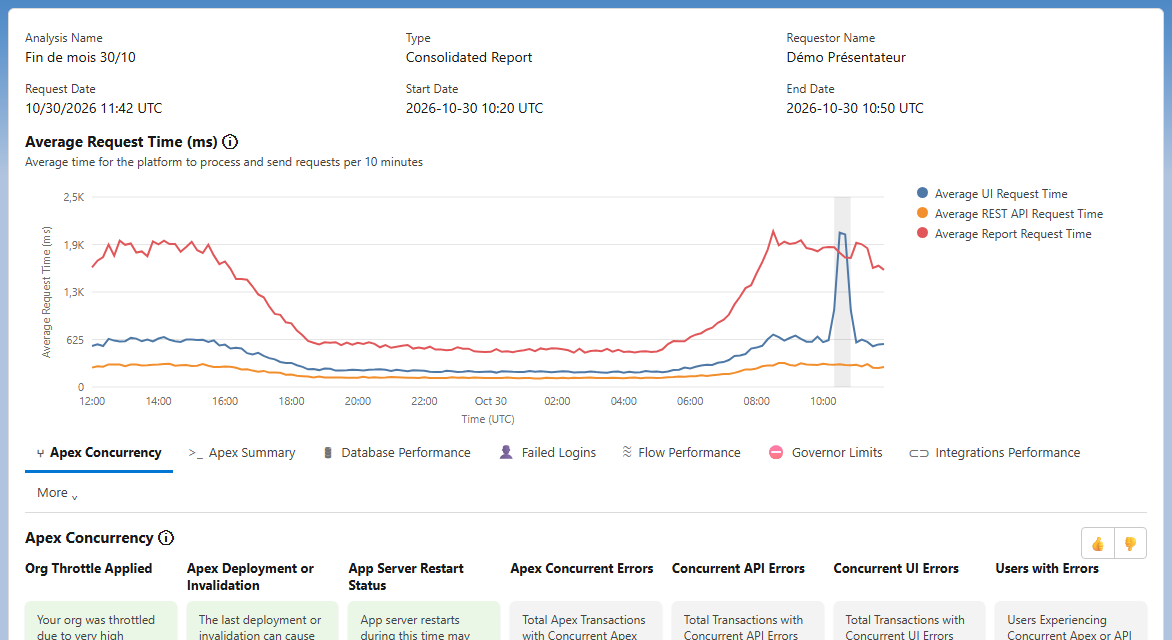 Analysis Name
Fin de mois 30/10
Type
Consolidated Report
Requestor Name
Démo Présentateur
Request Date
10/30/2026 11:42 UTC
Start Date
2026-10-30 10:20 UTC
End Date
2026-10-30 10:50 UTC
Average Request Time (ms)
Average time for the platform to process and send requests per 10 minutes
Average Request Time (ms)
2,5K
1,9K
1,3K
625
0
12:00 14:00 16:00 18:00 20:00 22:00 Oct 30 02:00 04:00 06:00 08:00 10:00
Time (UTC)
Average UI Request Time
Average REST API Request Time
Average Report Request Time
Apex Concurrency
>_ Apex Summary
Database Performance
Failed Logins
Flow Performance
Governor Limits
Integrations Performance
More
Apex Concurrency
Org Throttle Applied
Your org was throttled
due to very high
Apex Deployment or
Invalidation
The last deployment or
invalidation can cause
App Server Restart
Status
App server restarts
during this time may
Apex Concurrent Errors
Total Apex Transactions
with Concurrent Apex
Concurrent API Errors
Total Transactions with
Concurrent API Errors
Concurrent UI Errors
Total Transactions with
Concurrent UI Errors
Users with Errors
Users Experiencing
Concurrent Apex or API